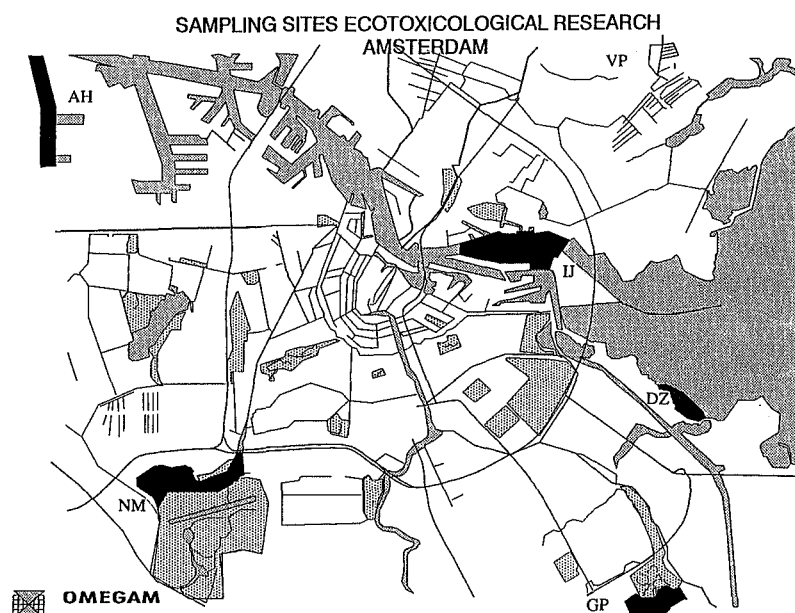 SAMPLING SITES ECOTOXICOLOGICAL RESEARCH
AMSTERDAM
VP
AH
IJ
DZ
NM
GP
OMEGAM